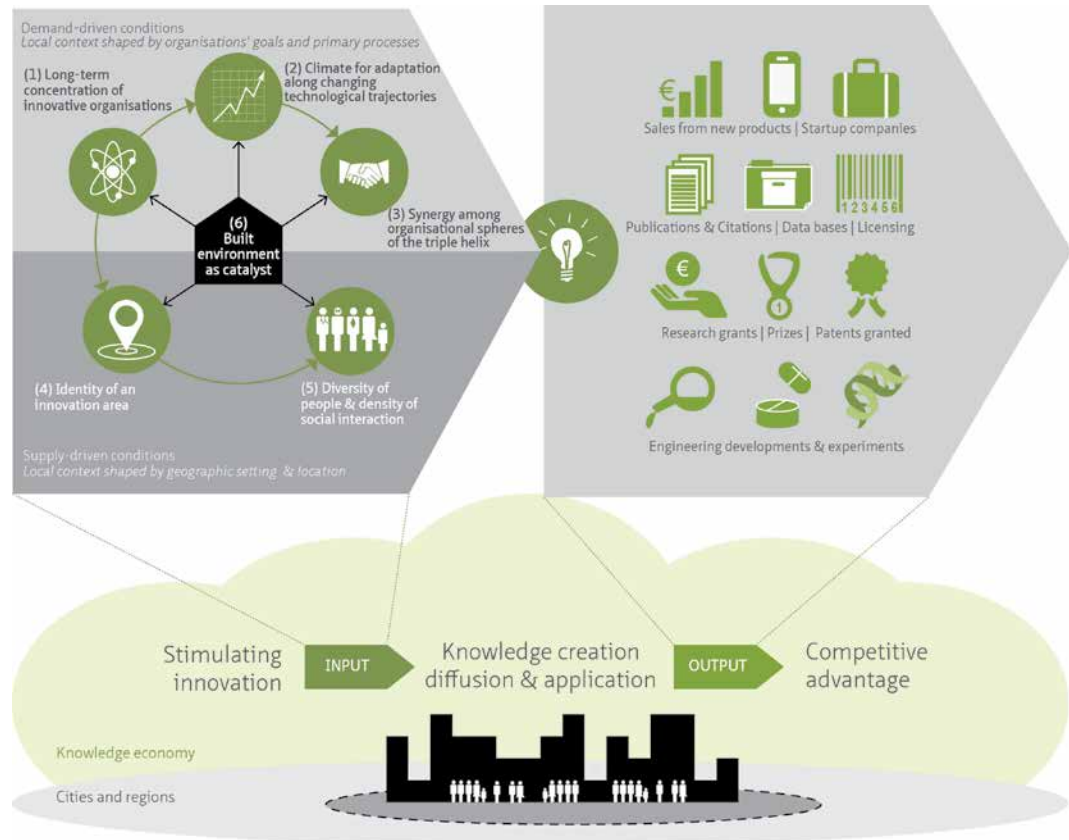 Demand-driven conditions
Local context shaped by organisations' goals and primary processes
(1) Long-term
concentration of
innovative organisations
(2) Climate for adaptation
along changing
technological trajectories
(3) Synergy among
organisational spheres
of the triple helix
(6)
Built
environment
as catalyst
(4) Identity of an
innovation area
(5) Diversity of
people & density of
social interaction
Supply-driven conditions
Local context shaped by geographic setting & location
€
Sales from new products | Startup companies
123456
Publications & Citations | Data bases | Licensing
€
1
Research grants | Prizes | Patents granted
Engineering developments & experiments
Stimulating
innovation
INPUT
Knowledge creation
diffusion & application
OUTPUT
Competitive
advantage
Knowledge economy
Cities and regions